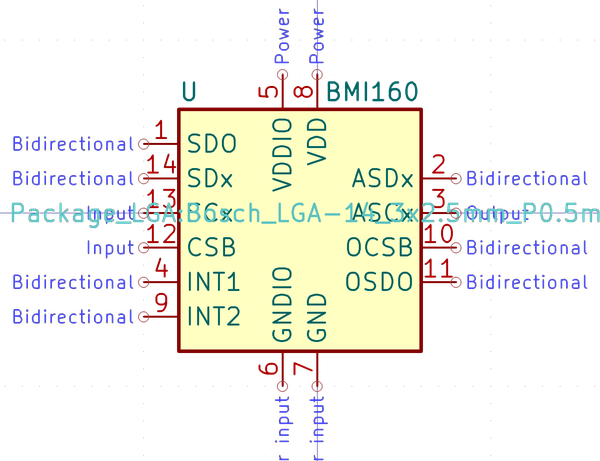 Power
Power
U
5
8
BMI160
Bidirectional
1
SDO
VDDIO
VDD
Bidirectional
14
SDx
ASDx
2
Bidirectional
Input
13
SCx
ASCx
3
Output
Package_LGA:Bosch_LGA-14_3x2.5mm_P0.5m
Input
12
CSB
OCSB
10
Bidirectional
Bidirectional
4
INT1
OSDO
11
Bidirectional
Bidirectional
9
INT2
GNDIO
GND
6
7
r input
r input